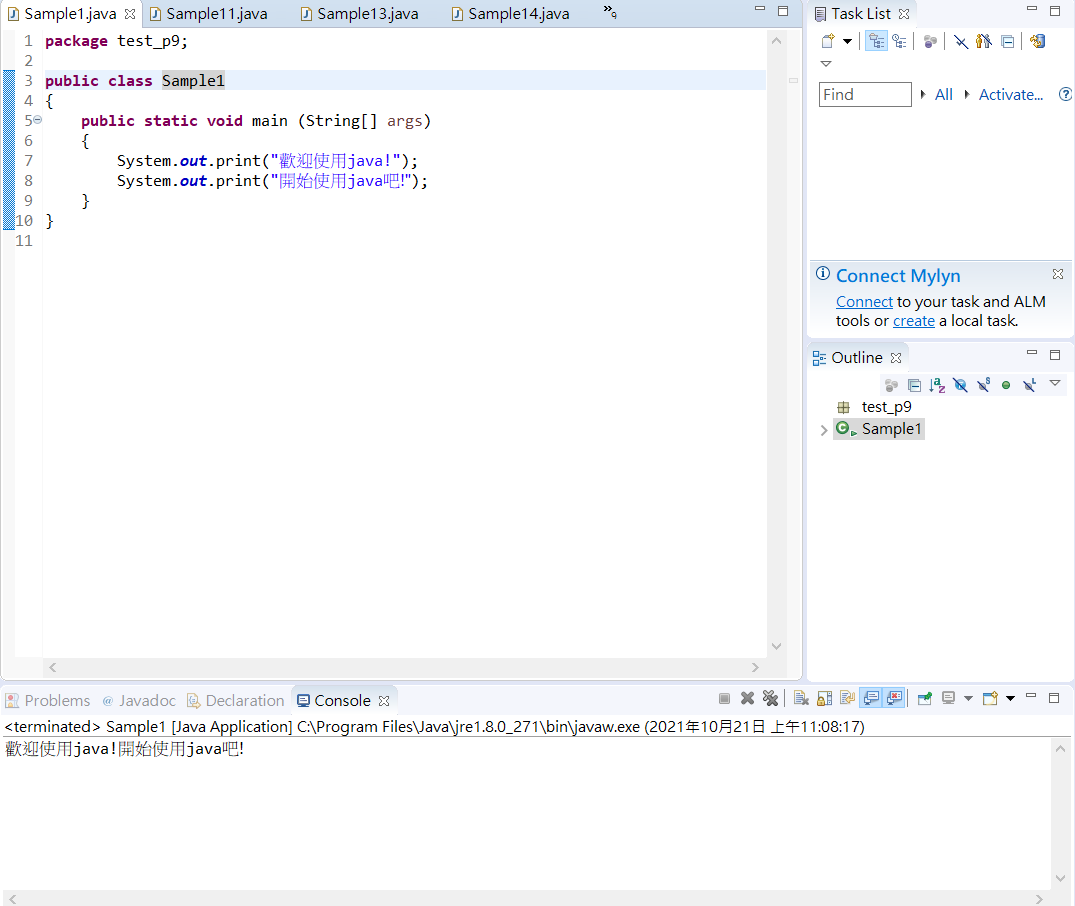 Sample1.java Sample11.java Sample13.java Sample14.java »9
1 package test_p9;
2
3 public class Sample1
4 {
5 public static void main (String[] args)
6 {
7 System.out.print("歡迎使用java!");
8 System.out.print("開始使用java吧!");
9 }
10 }
11
Task List
Find All Activate...
Connect Mylyn
Connect to your task and ALM
tools or create a local task.
Outline
test_p9
Sample1
Problems Javadoc Declaration Console
<terminated> Sample1 [Java Application] C:\Program Files\Java\jre1.8.0_271\bin\javaw.exe (2021年10月21日 上午11:08:17)
歡迎使用java!開始使用java吧!